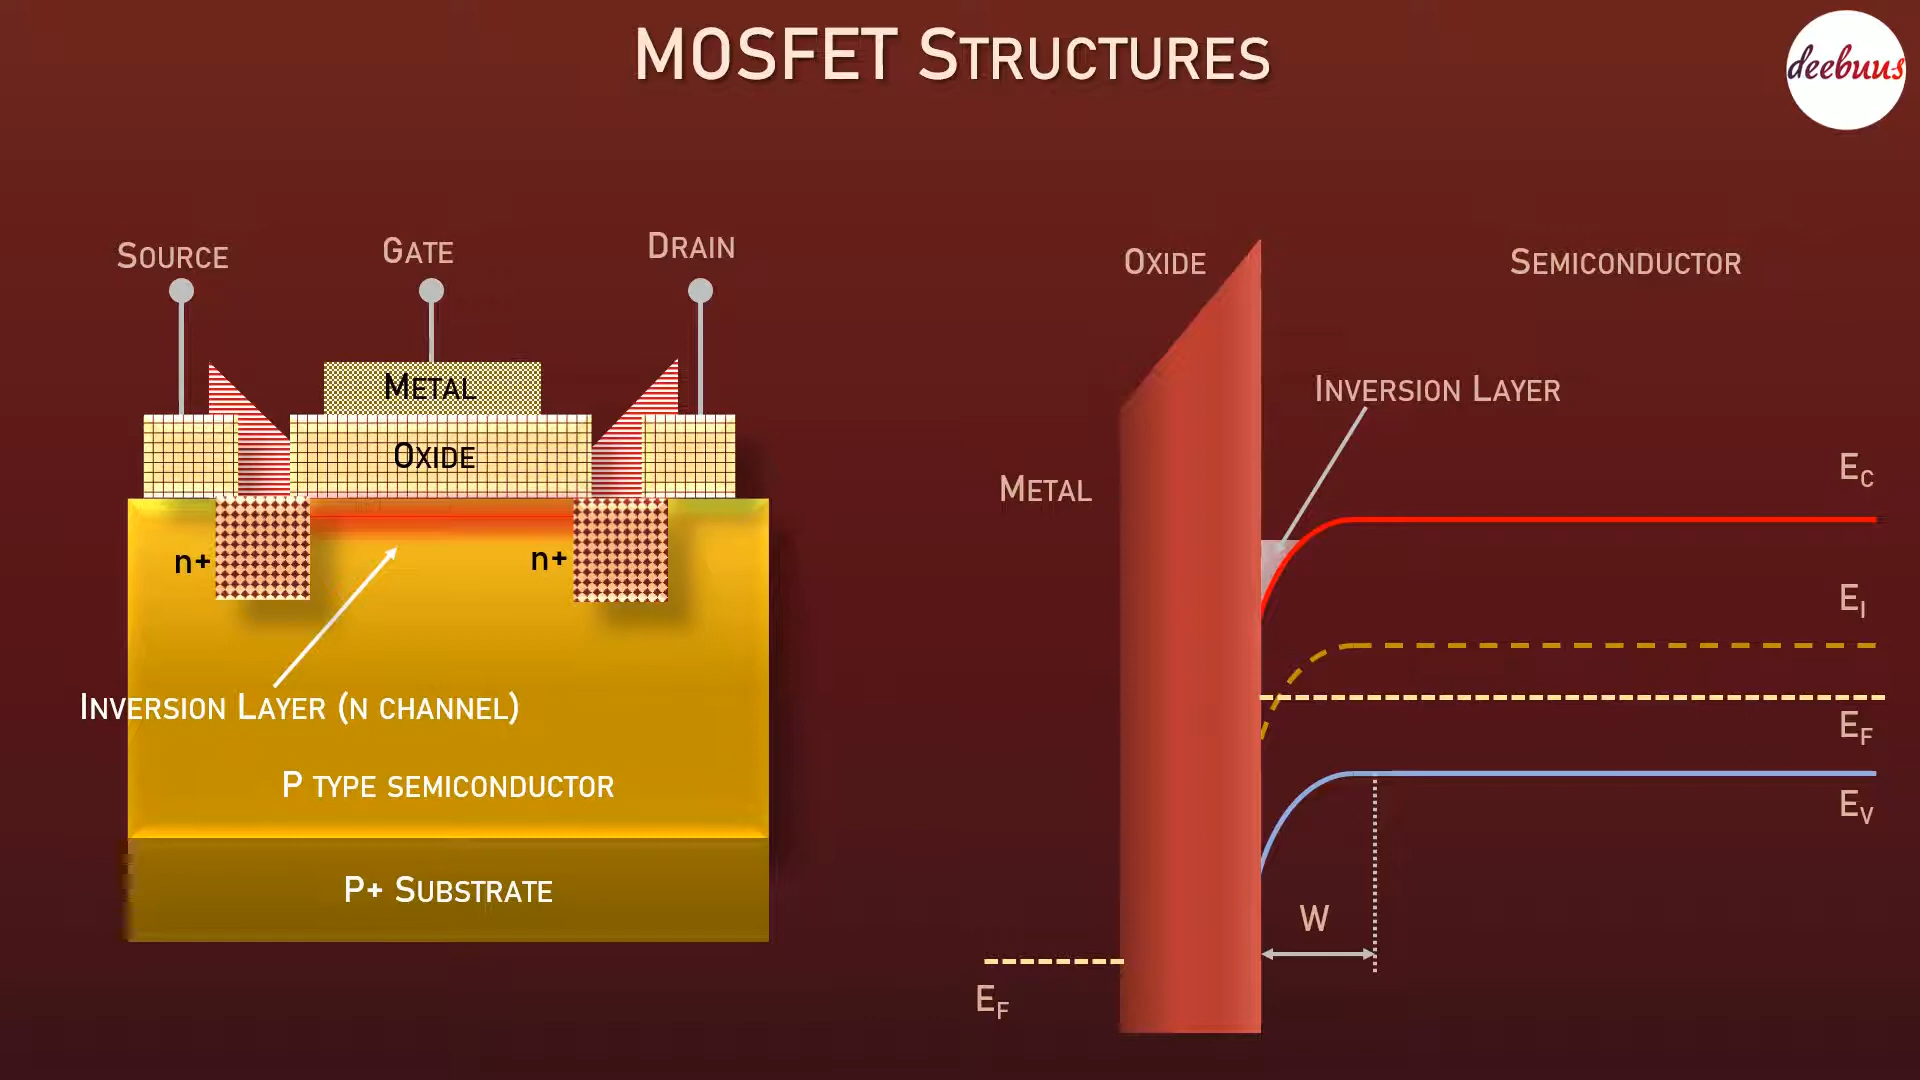 MOSFET STRUCTURES
deebuus
SOURCE
GATE
DRAIN
METAL
OXIDE
n+
n+
INVERSION LAYER (N CHANNEL)
P TYPE SEMICONDUCTOR
P+ SUBSTRATE
OXIDE
SEMICONDUCTOR
INVERSION LAYER
METAL
EC
EI
EF
EV
W
EF